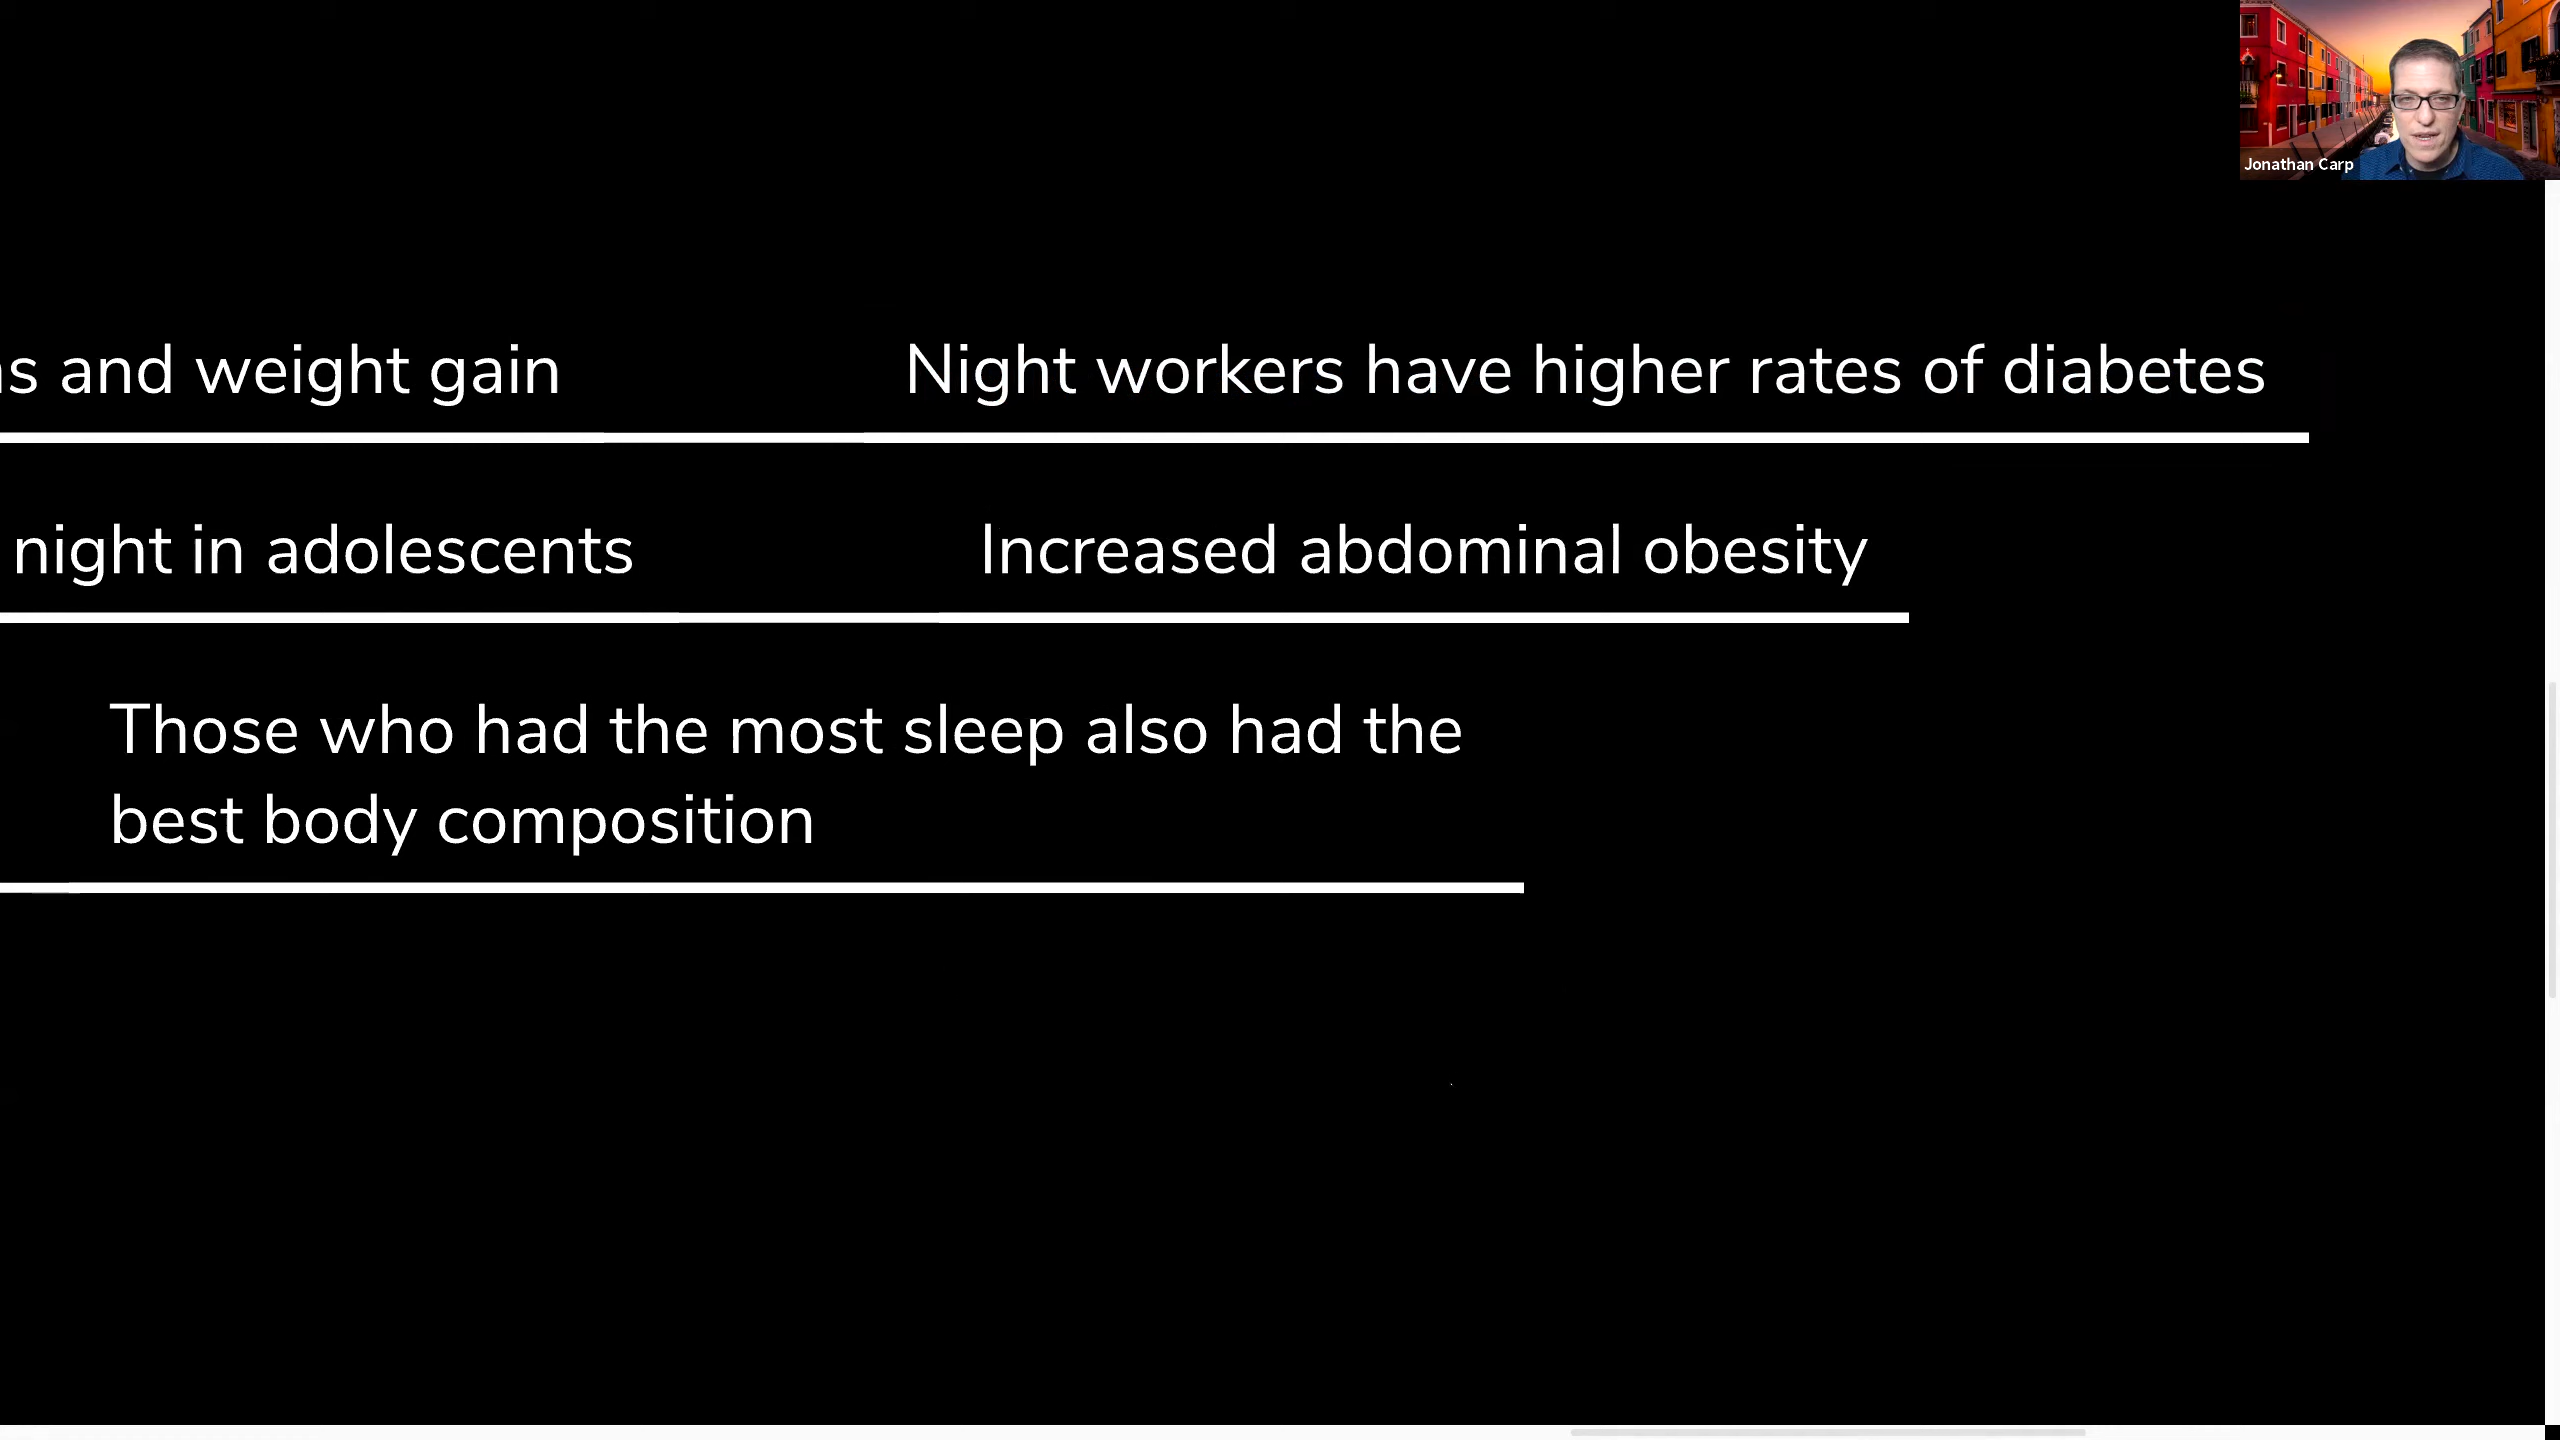 Jonathan Carp
and weight gain
Night workers have higher rates of diabetes
night in adolescents
Increased abdominal obesity
Those who had the most sleep also had the
best body composition